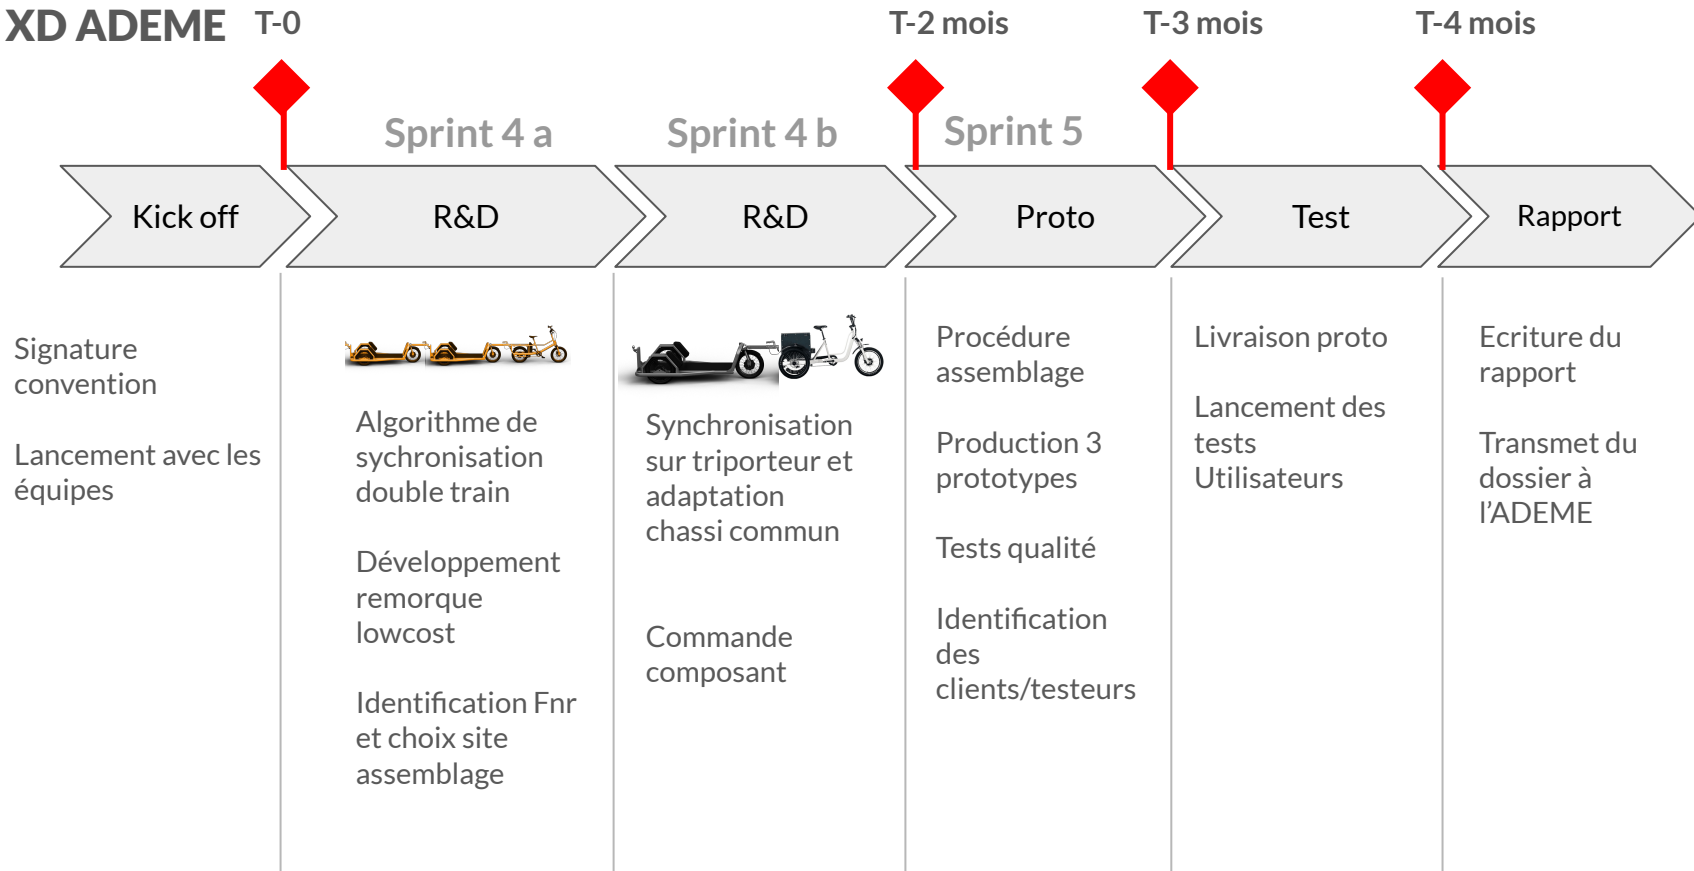 XD ADEME
T-0
T-2 mois
T-3 mois
T-4 mois
Sprint 4 a
Sprint 4 b
Sprint 5
Kick off
R&D
R&D
Proto
Test
Rapport
Signature
convention
Lancement avec les
équipes
Algorithme de
sychronisation
double train
Développement
remorque
lowcost
Identification Fnr
et choix site
assemblage
Synchronisation
sur triporteur et
adaptation
chassi commun
Commande
composant
Procédure
assemblage
Production 3
prototypes
Tests qualité
Identification
des
clients/testeurs
Livraison proto
Lancement des
tests
Utilisateurs
Ecriture du
rapport
Transmet du
dossier à
l’ADEME